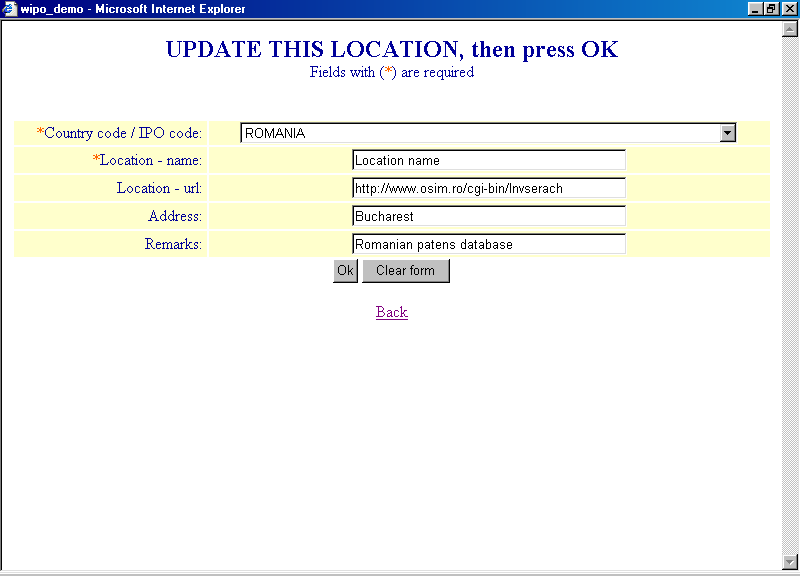 wipo_demo - Microsoft Internet Explorer
UPDATE THIS LOCATION, then press OK
Fields with (*) are required
*Country code / IPO code: ROMANIA
*Location - name: Location name
Location - url: http://www.osim.ro/cgi-bin/Invserach
Address: Bucharest
Remarks: Romanian patens database
Ok Clear form
Back